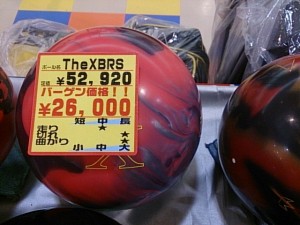 ボール名 TheXBRS
定価 ¥52,920
バーゲン価格!!
¥26,000
短 中 長
走り ★
切れ ★
曲がり ★
小 中 大